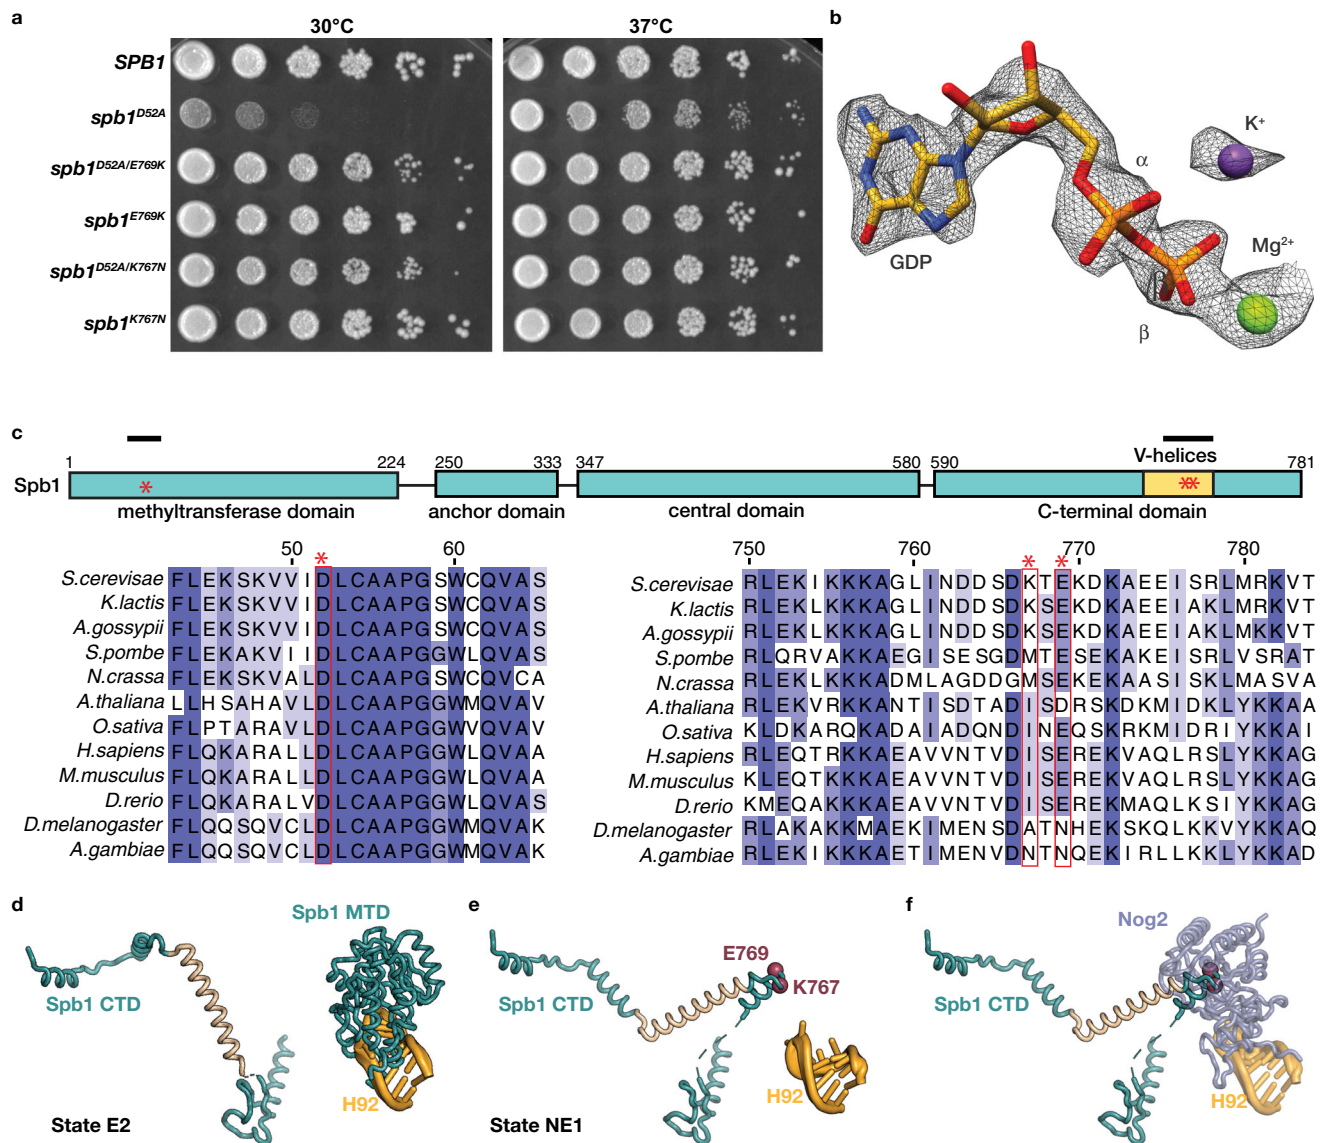 a
30°C
37°C
SPB1
spb1D52A
spb1D52A/E769K
spb1E769K
spb1D52A/K767N
spb1K767N
b
K+
α
Mg2+
GDP
β
β
c
V-helices
1
224
250
333
347
580
590
781
Spb1
methyltransferase domain
anchor domain
central domain
C-terminal domain
50
60
S.cerevisae FLEKSKVVIDLCAAPGSWCQVAS
K.lactis FLEKSKVVIDLCAAPGSWCQVAS
A.gossypii FLEKSKVVIDLCAAPGSWCQVAS
S.pombe FLEKAKVIIDLCAAPGGWLQVAS
N.crassa FLEKSKVALDLCAAPGSWCQVCA
A.thaliana LLHSAHAVLDLCAAPGGWMQVAV
O.sativa FLPTARAVLDLCAAPGGWVQVAV
H.sapiens FLQKARALLDLCAAPGGWLQVAA
M.musculus FLQKARALLDLCAAPGGWLQVAA
D.rerio FLQKARALVDLCAAPGGWLQVAS
D.melanogaster FLQQSQVCLDLCAAPGGWMQVAK
A.gambiae FLQQSQVCLDLCAAPGGWMQVAK
750
760
770
780
S.cerevisae RLEKIKKKAGLINDDSDKTEKDKAEEISRLMRKVT
K.lactis RLEKLKKKAGLINDDSDKSEKDKAEEIAKLMRKVT
A.gossypii RLEKLKKKAGLINDDSDKSEKDKAEEIAKLMKKVT
S.pombe RLQRVAKKAEGISESGDMTESEKAKEISRLVSRAT
N.crassa RLEKLKKKADMLAGDDGMSEKEKAASISKLMASVA
A.thaliana RLEKVRKKANTISDTADISDRSKDKMIDKLYKKAA
O.sativa KLDKARQKADAIADQNDINEQSKRKMIDRIYKKAI
H.sapiens RLEQTRKKAEAVVNTVDISEREKVAQLRSLYKKAG
M.musculus KLEQTKKKAEAVVNTVDISEREKVAQLRSLYKKAG
D.rerio KMEQAKKKAEAVVNTVDISEREKMAQLKSIYKKAG
D.melanogaster RLAKAKKMAEKIMENSDATNHEKSKQLKKVYKKAQ
A.gambiae RLEKIKKKAETIMENVDNTNQEKIRLLKKLYKKAD
d
Spb1 MTD
Spb1 CTD
H92
State E2
e
E769
K767
Spb1 CTD
H92
State NE1
f
Nog2
Spb1 CTD
H92